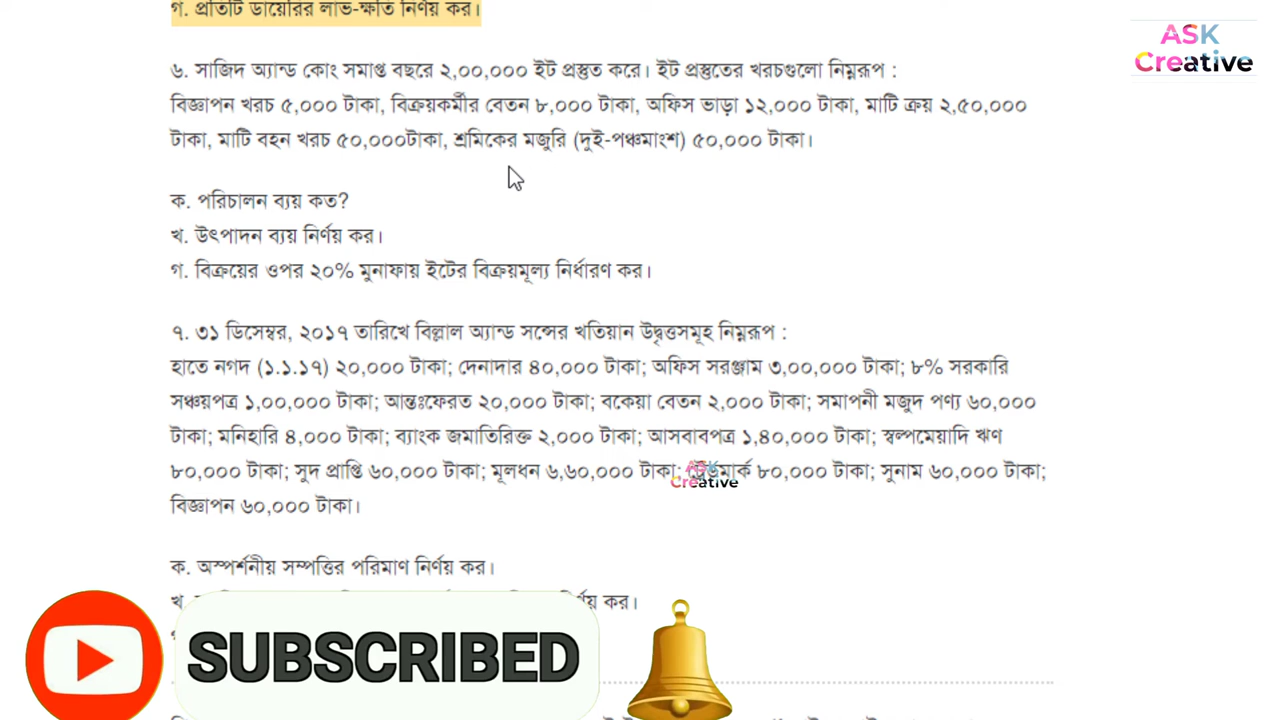 গ. প্রতিটি ডায়েরির লাভ-ক্ষতি নির্ণয় কর।
ASK
Creative
৬. সাজিদ অ্যান্ড কোং সমাপ্ত বছরে ২,০০,০০০ ইট প্রস্তুত করে। ইট প্রস্তুতের খরচগুলো নিম্নরূপ :
বিজ্ঞাপন খরচ ৫,০০০ টাকা, বিক্রয়কর্মীর বেতন ৮,০০০ টাকা, অফিস ভাড়া ১২,০০০ টাকা, মাটি ক্রয় ২,৫০,০০০
টাকা, মাটি বহন খরচ ৫০,০০০টাকা, শ্রমিকের মজুরি (দুই-পঞ্চমাংশ) ৫০,০০০ টাকা।
ক. পরিচালন ব্যয় কত?
খ. উৎপাদন ব্যয় নির্ণয় কর।
গ. বিক্রয়ের ওপর ২০% মুনাফায় ইটের বিক্রয়মূল্য নির্ধারণ কর।
৭. ৩১ ডিসেম্বর, ২০১৭ তারিখে বিল্লাল অ্যান্ড সন্সের খতিয়ান উদ্বৃত্তসমূহ নিম্নরূপ :
হাতে নগদ (১.১.১৭) ২০,০০০ টাকা; দেনাদার ৪০,০০০ টাকা; অফিস সরঞ্জাম ৩,০০,০০০ টাকা; ৮% সরকারি
সঞ্চয়পত্র ১,০০,০০০ টাকা; আন্তঃফেরত ২০,০০০ টাকা; বকেয়া বেতন ২,০০০ টাকা; সমাপনী মজুদ পণ্য ৬০,০০০
টাকা; মনিহারি ৪,০০০ টাকা; ব্যাংক জমাতিরিক্ত ২,০০০ টাকা; আসবাবপত্র ১,৪০,০০০ টাকা; স্বল্পমেয়াদি ঋণ
৮০,০০০ টাকা; সুদ প্রাপ্তি ৬০,০০০ টাকা; মূলধন ৬,৬০,০০০ টাকা; ট্রেডমার্ক ৮০,০০০ টাকা; সুনাম ৬০,০০০ টাকা;
ASK
Creative
বিজ্ঞাপন ৬০,০০০ টাকা।
ক. অস্পর্শনীয় সম্পত্তির পরিমাণ নির্ণয় কর।
খ. নির্ণয় কর।
SUBSCRIBED